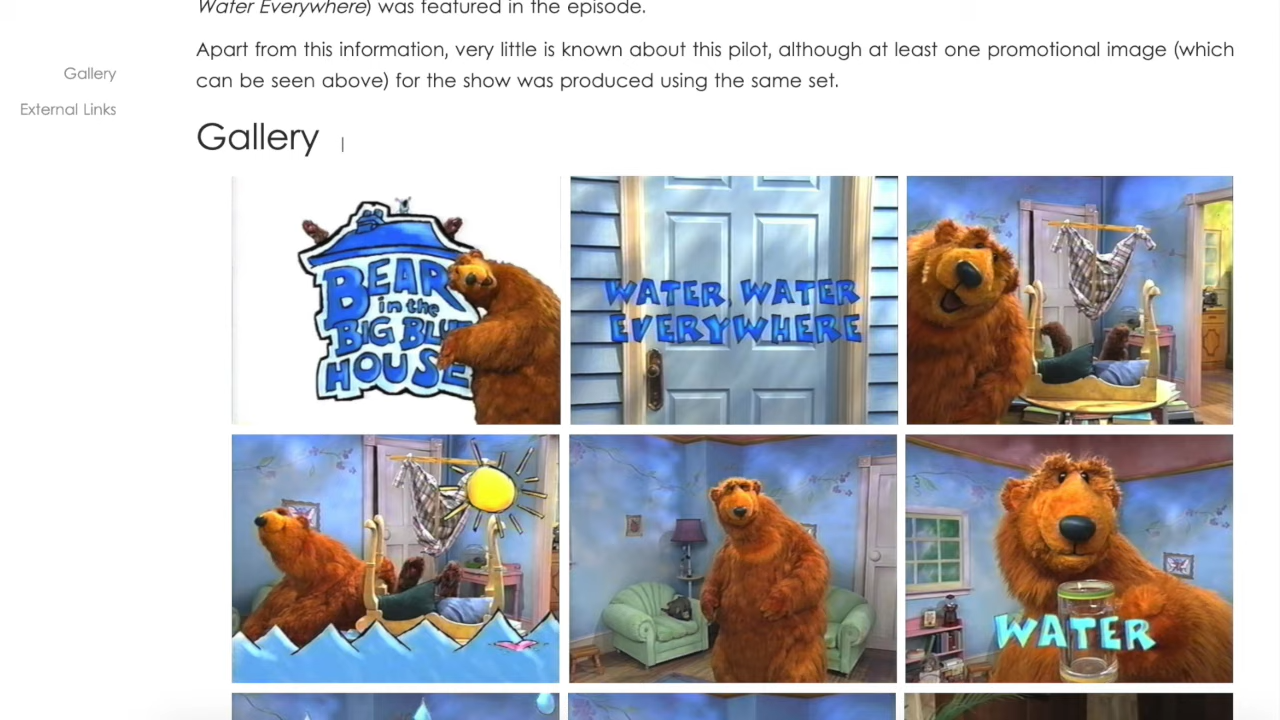 Water Everywhere) was featured in the episode.
Apart from this information, very little is known about this pilot, although at least one promotional image (which
can be seen above) for the show was produced using the same set.
Gallery
External Links
Gallery
BEAR
in the
BIG BLUE
HOUSE
WATER, WATER
EVERYWHERE
WATER